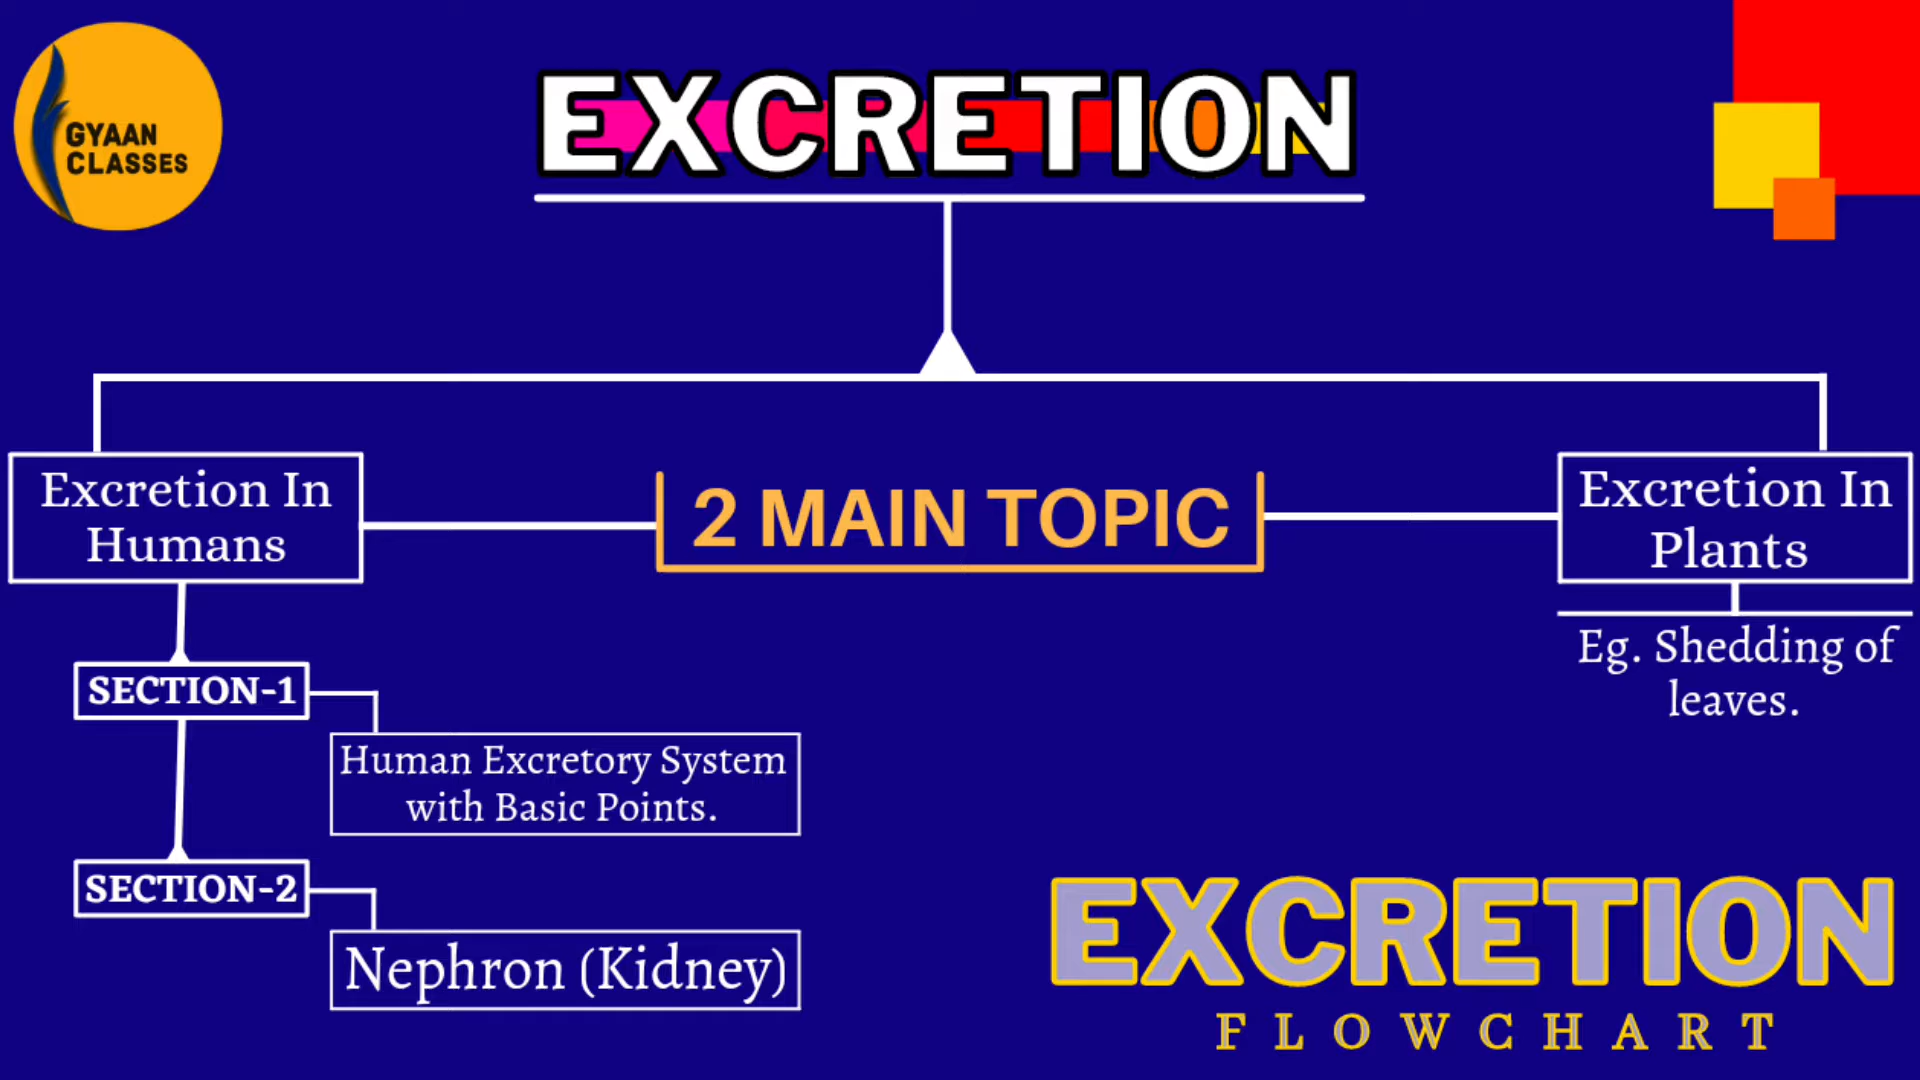 GYAAN
CLASSES
EXCRETION
Excretion In
Humans
2 MAIN TOPIC
Excretion In
Plants
Eg. Shedding of
leaves.
SECTION-1
Human Excretory System
with Basic Points.
SECTION-2
Nephron (Kidney)
EXCRETION
FLOWCHART